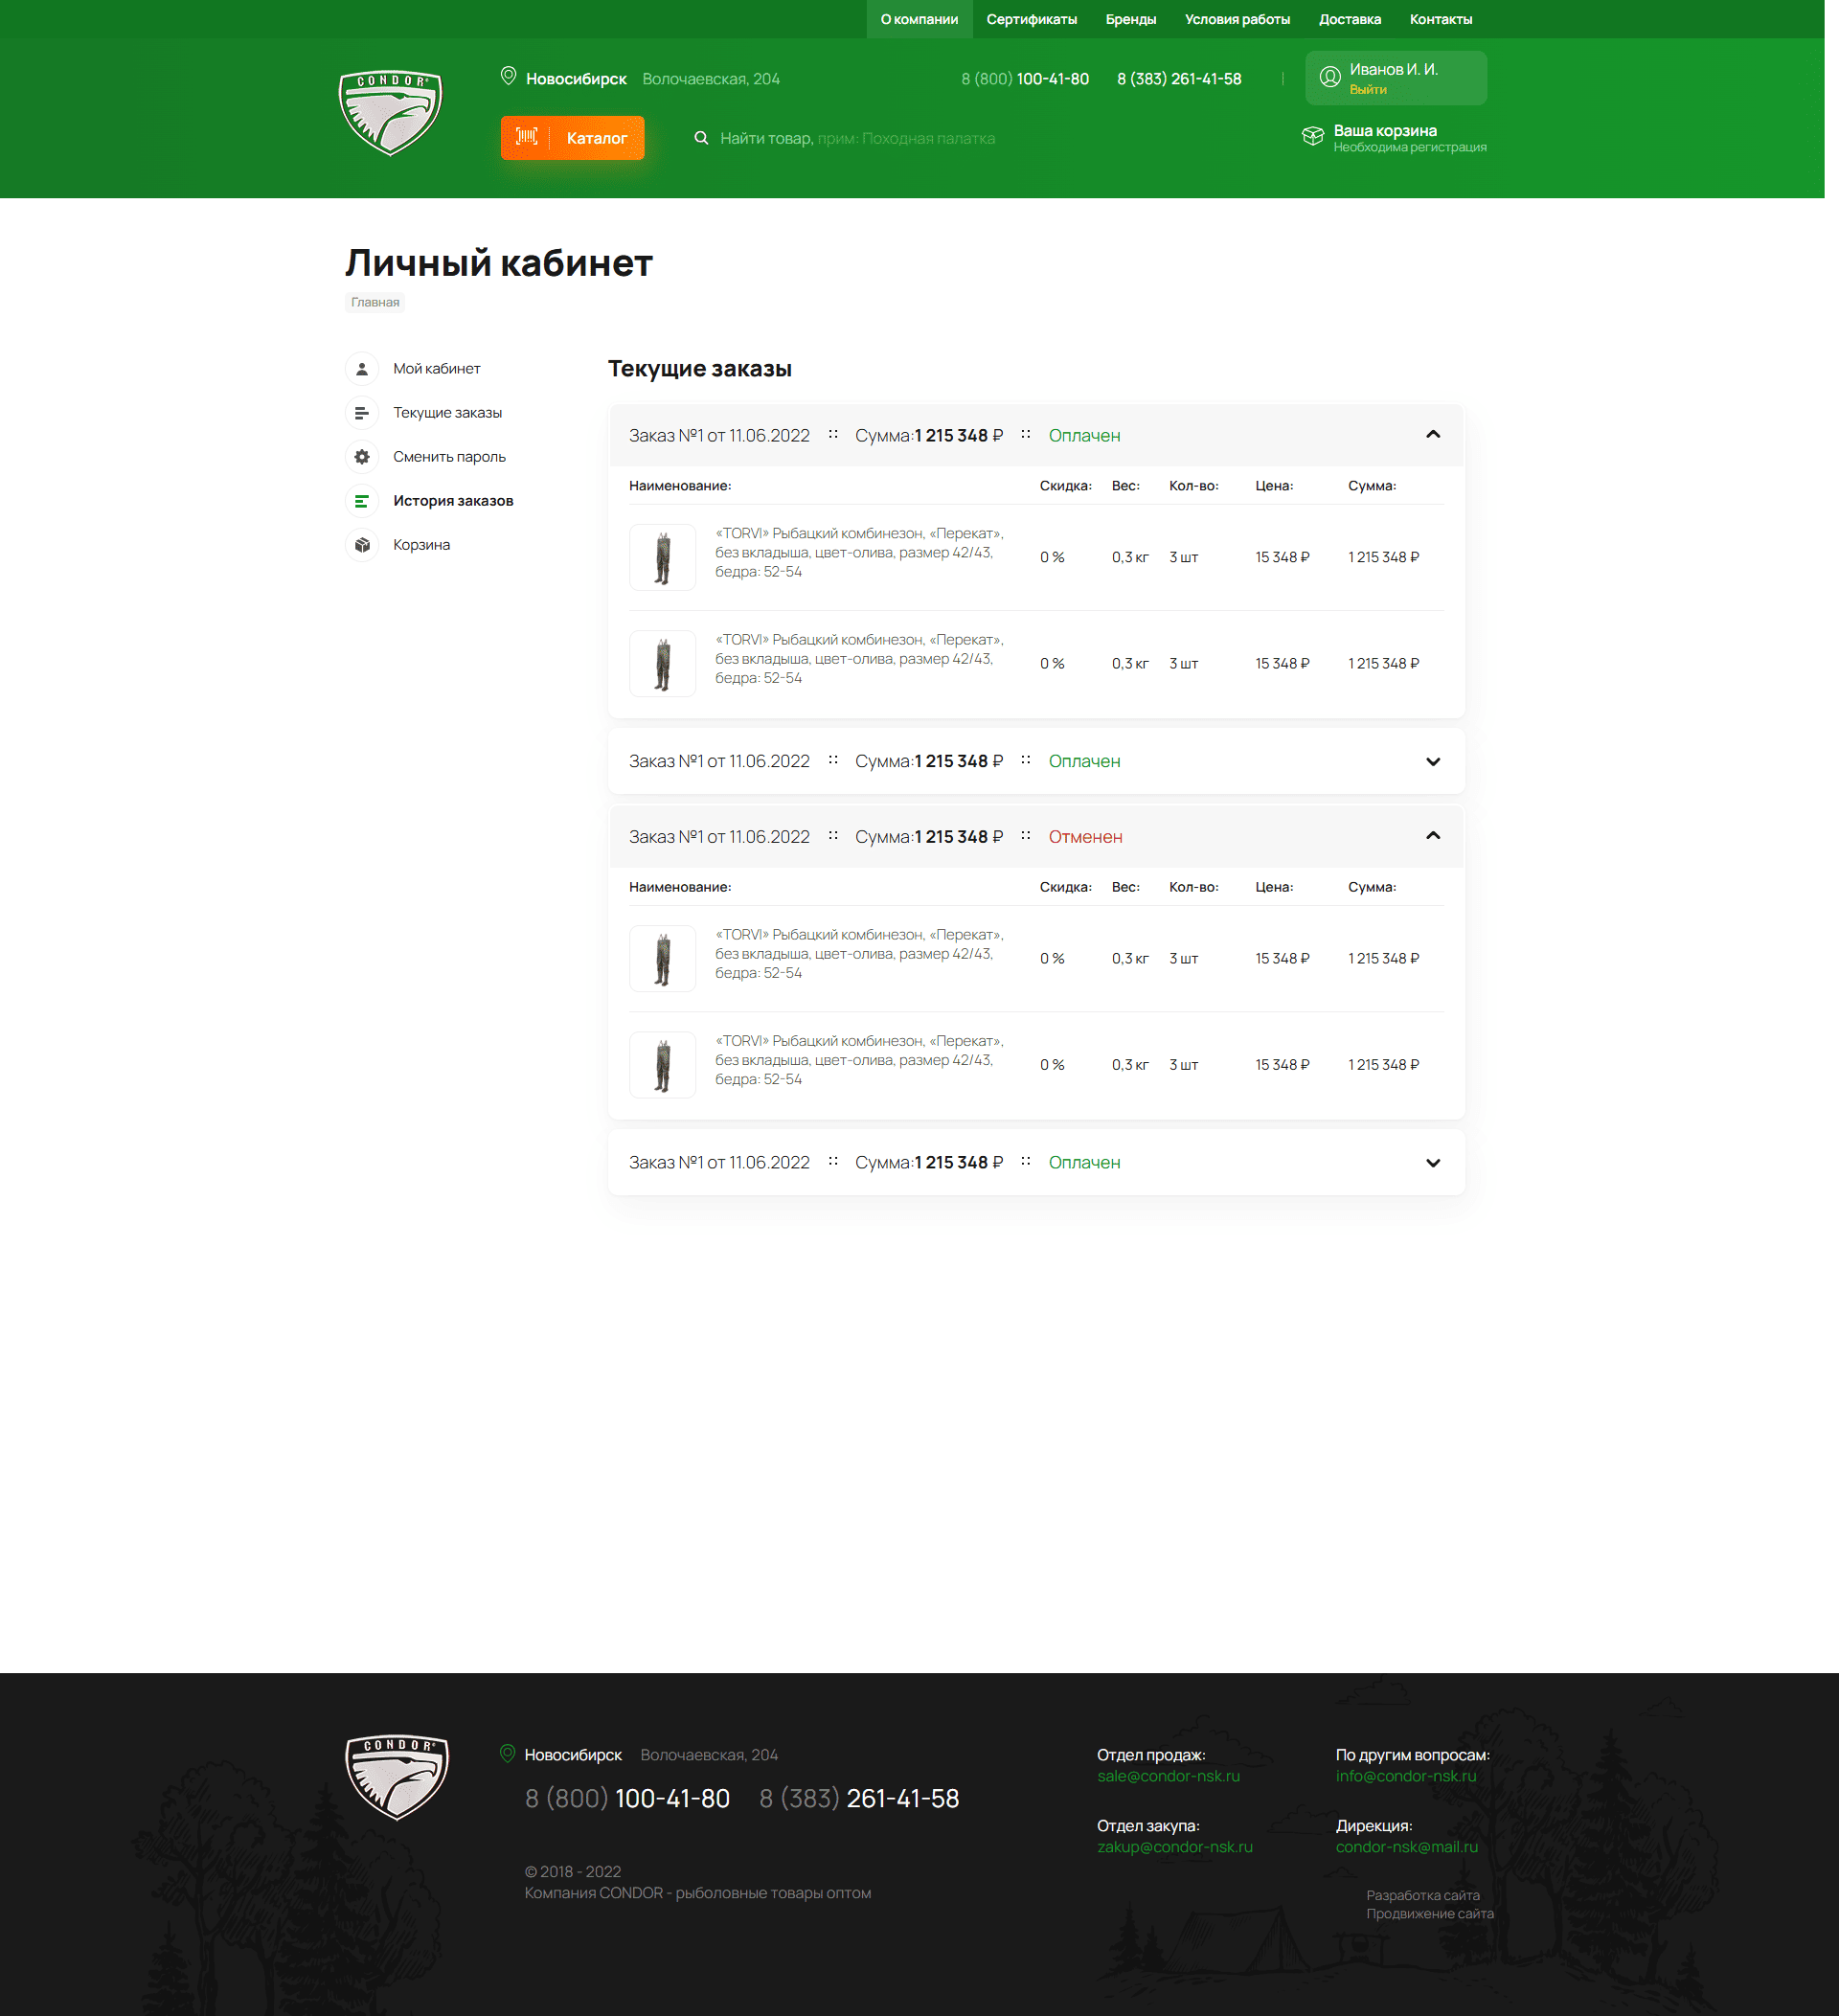 О компании
Сертификаты
Бренды
Условия работы
Доставка
Контакты
CONDOR
Новосибирск Волочаевская, 204
8 (800) 100-41-80
8 (383) 261-41-58
Иванов И. И.
Выйти
Каталог
Найти товар, прим: Походная палатка
Ваша корзина
Необходима регистрация
Личный кабинет
Главная
Мой кабинет
Текущие заказы
Сменить пароль
История заказов
Корзина
Текущие заказы
Заказ №1 от 11.06.2022 :: Сумма:1 215 348 ₽ :: Оплачен
Наименование: Скидка: Вес: Кол-во: Цена: Сумма:
«TORVI» Рыбацкий комбинезон, «Перекат»,
без вкладыша, цвет-олива, размер 42/43,
бедра: 52-54
0 % 0,3 кг 3 шт 15 348 ₽ 1 215 348 ₽
«TORVI» Рыбацкий комбинезон, «Перекат»,
без вкладыша, цвет-олива, размер 42/43,
бедра: 52-54
0 % 0,3 кг 3 шт 15 348 ₽ 1 215 348 ₽
Заказ №1 от 11.06.2022 :: Сумма:1 215 348 ₽ :: Оплачен
Заказ №1 от 11.06.2022 :: Сумма:1 215 348 ₽ :: Отменен
Наименование: Скидка: Вес: Кол-во: Цена: Сумма:
«TORVI» Рыбацкий комбинезон, «Перекат»,
без вкладыша, цвет-олива, размер 42/43,
бедра: 52-54
0 % 0,3 кг 3 шт 15 348 ₽ 1 215 348 ₽
«TORVI» Рыбацкий комбинезон, «Перекат»,
без вкладыша, цвет-олива, размер 42/43,
бедра: 52-54
0 % 0,3 кг 3 шт 15 348 ₽ 1 215 348 ₽
Заказ №1 от 11.06.2022 :: Сумма:1 215 348 ₽ :: Оплачен
CONDOR
Новосибирск Волочаевская, 204
8 (800) 100-41-80 8 (383) 261-41-58
© 2018 - 2022
Компания CONDOR - рыболовные товары оптом
Отдел продаж:
sale@condor-nsk.ru
По другим вопросам:
info@condor-nsk.ru
Отдел закупа:
zakup@condor-nsk.ru
Дирекция:
condor-nsk@mail.ru
Разработка сайта
Продвижение сайта